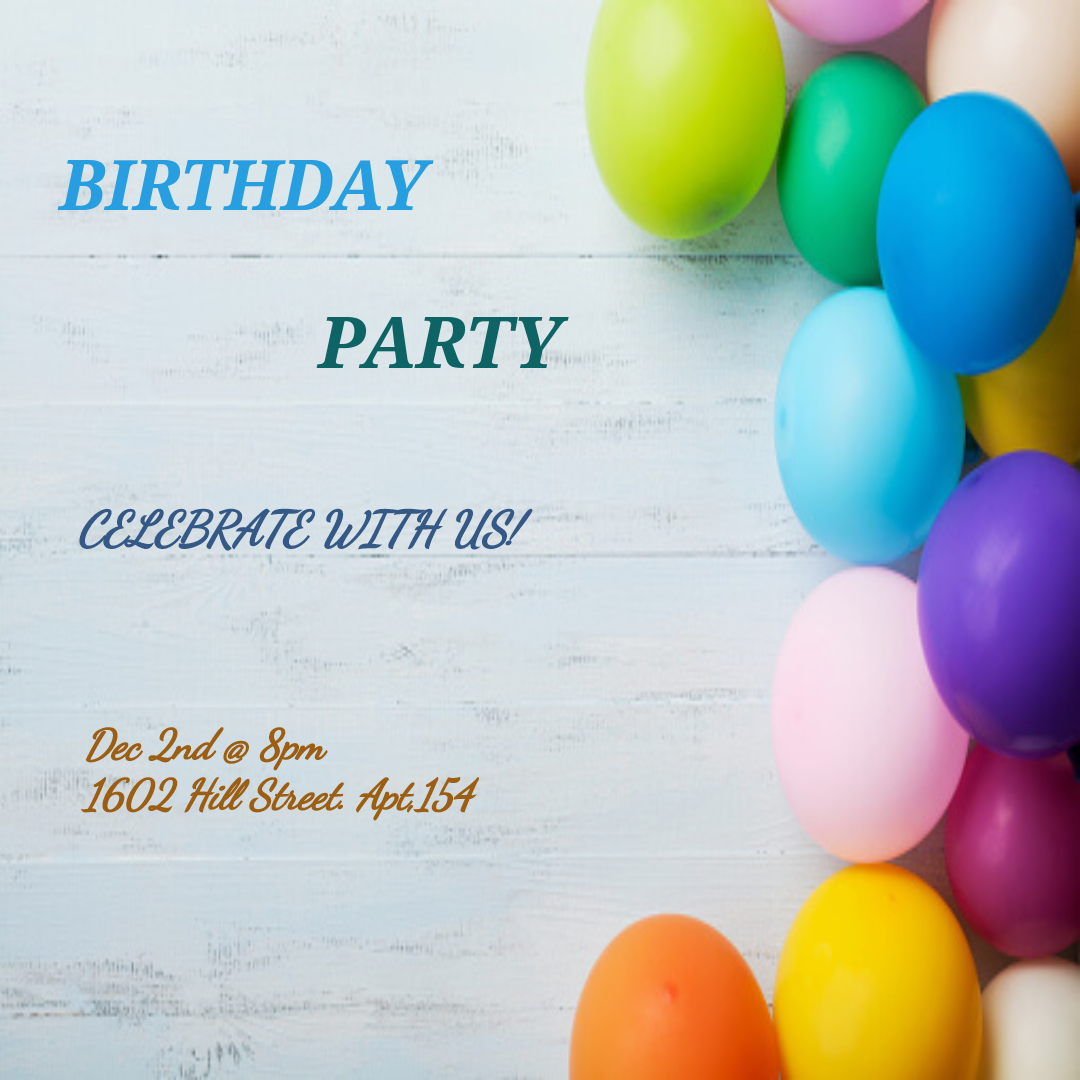 BIRTHDAY
PARTY
CELEBRATE WITH US!
Dec 2nd @ 8pm
1602 Hill Street. Apt.154